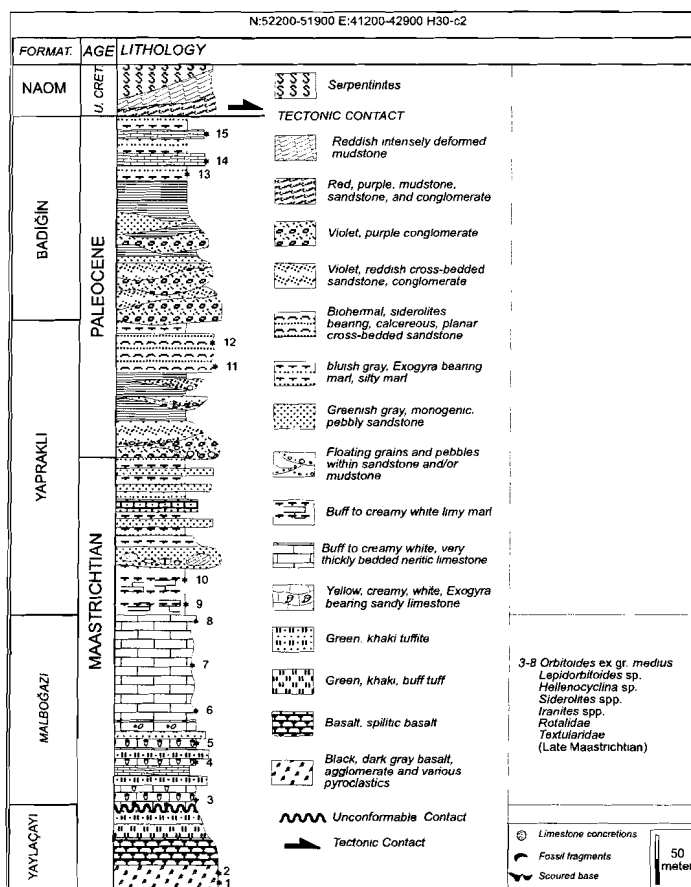 N:52200-51900 E:41200-42900 H30-c2
FORMAT. AGE LITHOLOGY
NAOM
U. CRET.
BADİĞİN
PALEOCENE
YAPRAKLI
MAASTRICHTIAN
MALBOĞAZI
YAYLAÇAYI
15
14
13
12
11
10
9
8
7
6
5
4
3
2
1
Serpentinites
TECTONIC CONTACT
Reddish intensely deformed
mudstone
Red, purple, mudstone,
sandstone, and conglomerate
Violet, purple conglomerate
Violet, reddish cross-bedded
sandstone, conglomerate
Biohermal, siderolites
bearing, calcereous, planar
cross-bedded sandstone
bluish gray, Exogyra bearing
marl, silty marl
Greenish gray, monogenic,
pebbly sandstone
Floating grains and pebbles
within sandstone and/or
mudstone
Buff to creamy white limy marl
Buff to creamy white, very
thickly bedded neritic limestone
Yellow, creamy, white, Exogyra
bearing sandy limestone
Green, khaki tuffite
Green, khaki, buff tuff
Basalt, spilitic basalt
Black, dark gray basalt,
agglomerate and various
pyroclastics
Unconformable Contact
Tectonic Contact
3-8 Orbitoides ex gr. medius
Lepidorbitoides sp.
Hellenocyclina sp.
Siderolites spp.
Iranites spp.
Rotalidae
Textularidae
(Late Maastrichtian)
Limestone concretions
Fossil fragments
Scoured base
50
meter